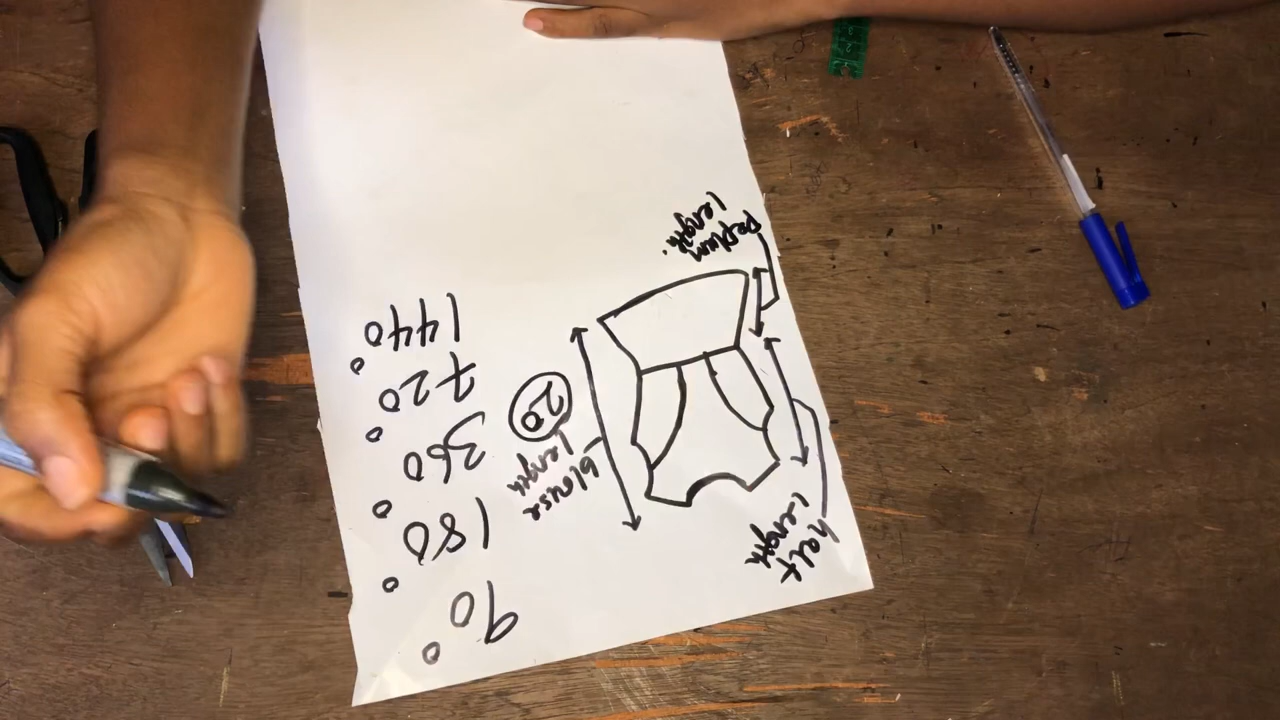 90°
180°
360°
720°
1440°
half
Length
blouse
Length
20
Peplum
Length.